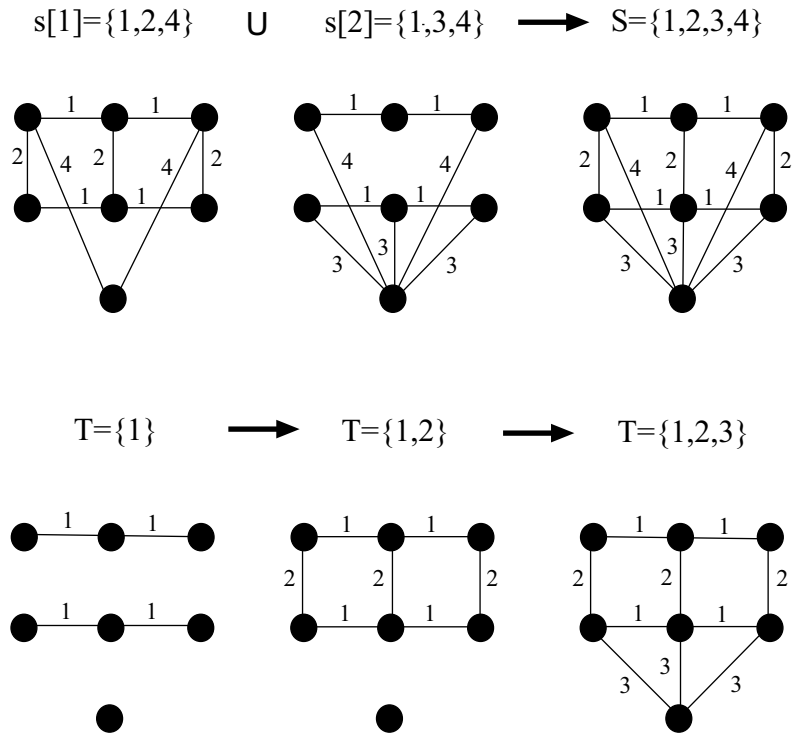 s[1]={1,2,4} U s[2]={1,3,4} S={1,2,3,4}
1 1 1 1 1 1
2 4 2 4 2 4 4 2 4 2 4 2
1 1 1 1 1 1
3 3 3 3 3 3
T={1} T={1,2} T={1,2,3}
1 1 1 1 1 1
2 2 2 2 2 2
1 1 1 1 1 1
3 3 3